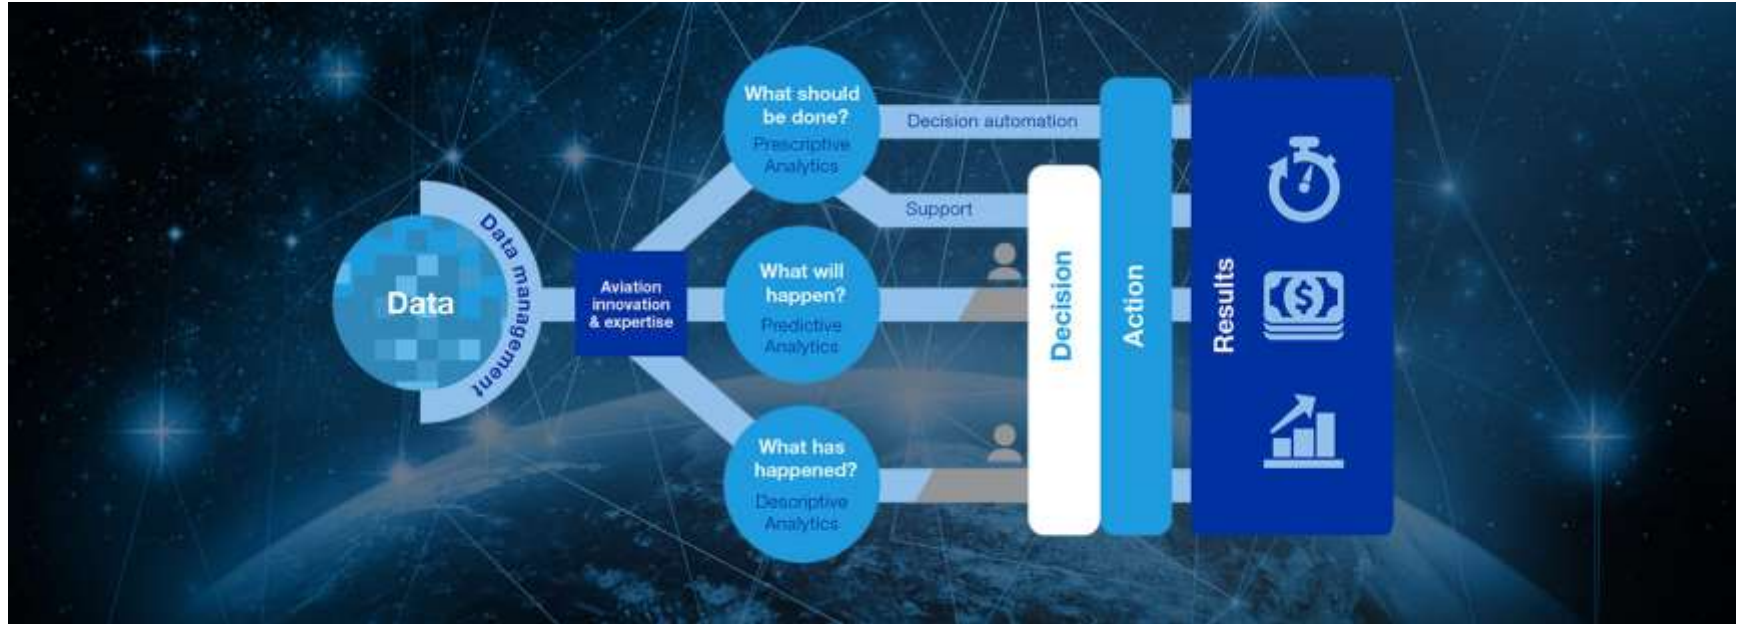 Data
Data management
Aviation
innovation
& expertise
What should
be done?
Prescriptive
Analytics
What will
happen?
Predictive
Analytics
What has
happened?
Descriptive
Analytics
Decision automation
Support
Decision
Action
Results
$